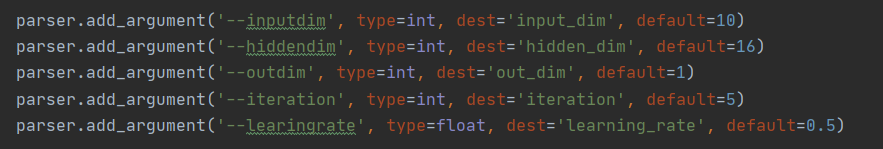 parser.add_argument('--inputdim', type=int, dest='input_dim', default=10)
parser.add_argument('--hiddendim', type=int, dest='hidden_dim', default=16)
parser.add_argument('--outdim', type=int, dest='out_dim', default=1)
parser.add_argument('--iteration', type=int, dest='iteration', default=5)
parser.add_argument('--learingrate', type=float, dest='learning_rate', default=0.5)